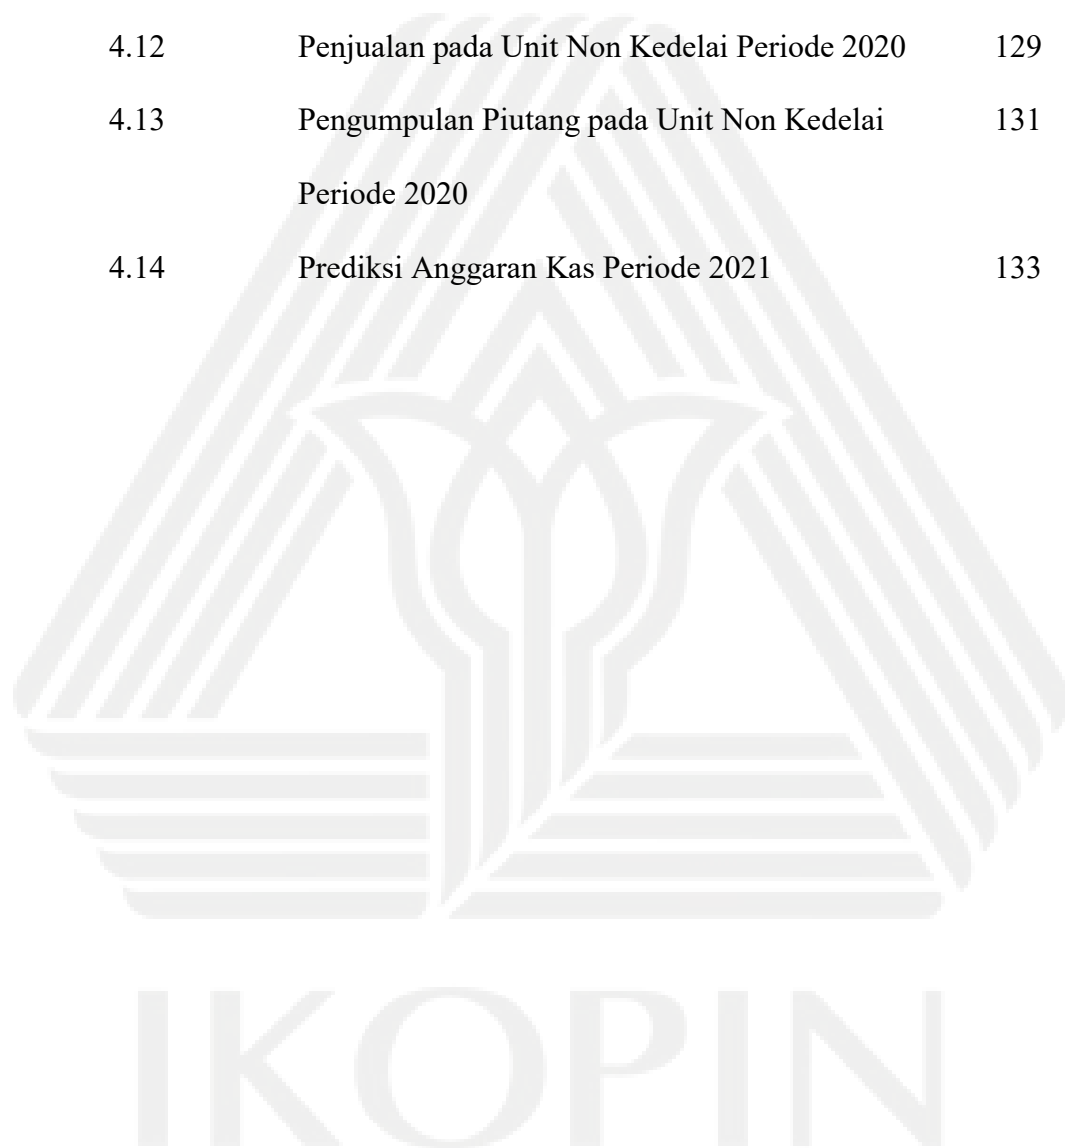 4.12 Penjualan pada Unit Non Kedelai Periode 2020 129
4.13 Pengumpulan Piutang pada Unit Non Kedelai 131
Periode 2020
4.14 Prediksi Anggaran Kas Periode 2021 133
IKOPIN